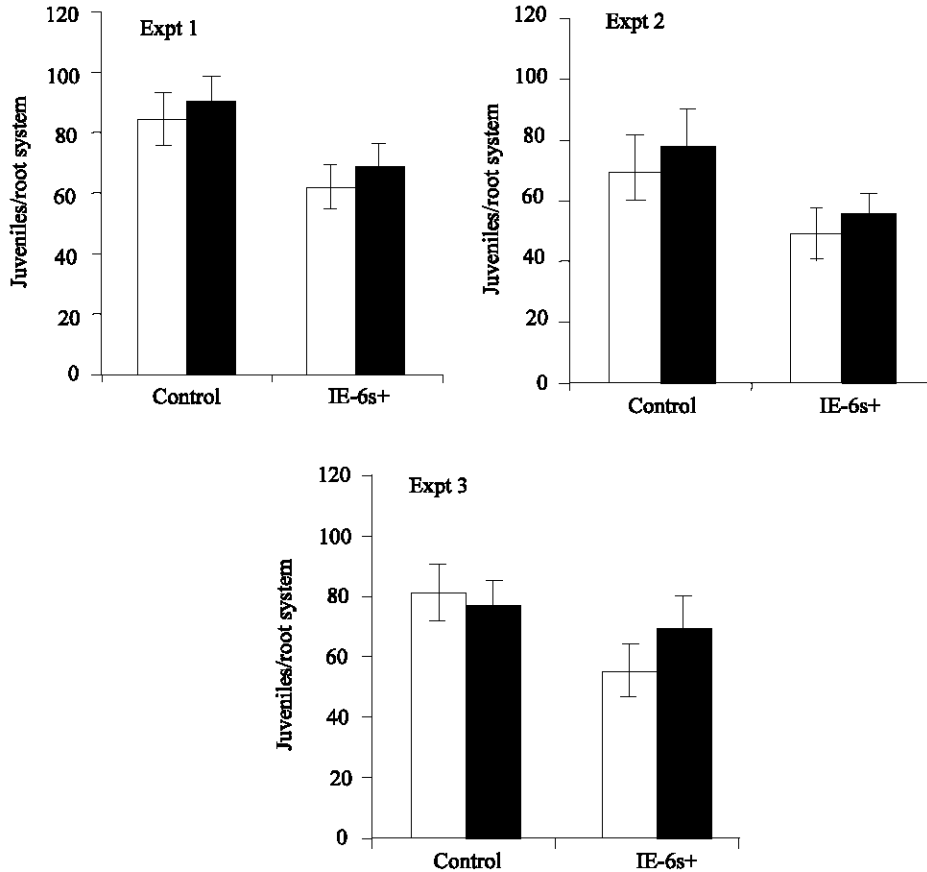 120
Expt 1
100
80
60
40
20
0
Juveniles/root system
Control
IE-6s+
120
Expt 2
100
80
60
40
20
0
Juveniles/root system
Control
IE-6s+
120
Expt 3
100
80
60
40
20
0
Juveniles/root system
Control
IE-6s+